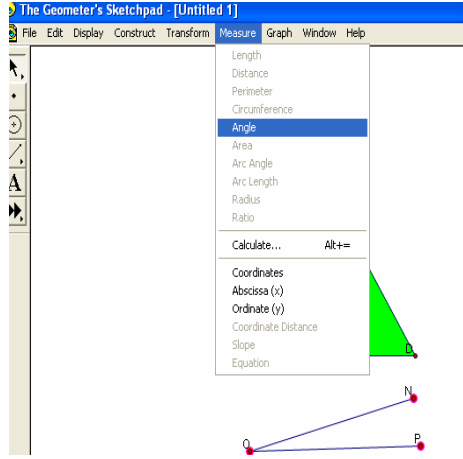 The Geometer's Sketchpad - [Untitled 1]
File Edit Display Construct Transform Measure Graph Window Help
Length
Distance
Perimeter
Circumference
Angle
Area
Arc Angle
Arc Length
Radius
Ratio
Calculate... Alt+=
Coordinates
Abscissa (x)
Ordinate (y)
Coordinate Distance
Slope
Equation
A
D
N
O
P